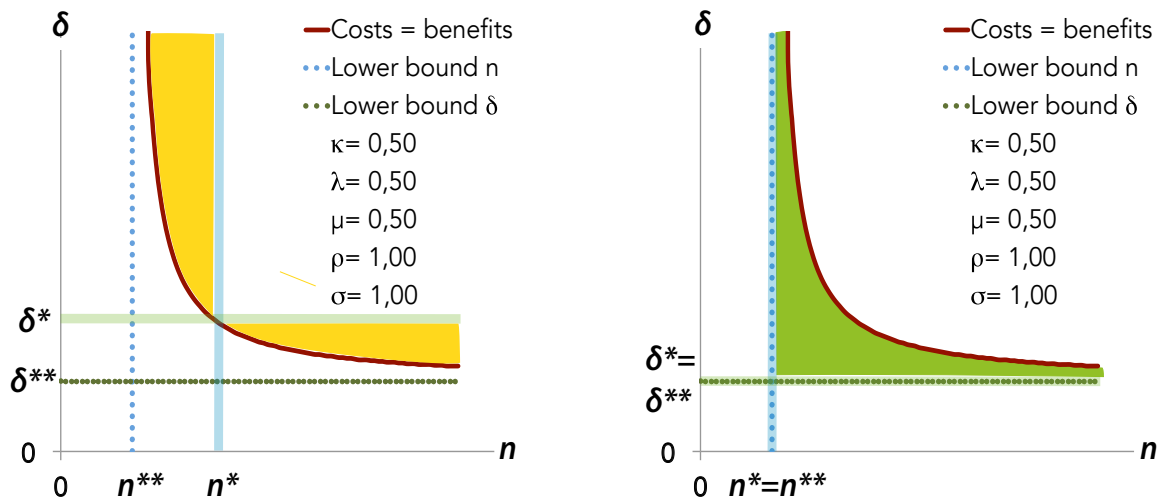 δ
Costs = benefits
Lower bound n
Lower bound δ
κ= 0,50
λ= 0,50
μ= 0,50
ρ= 1,00
σ= 1,00
δ*
δ**
0
n
0
n**
n*
δ
Costs = benefits
Lower bound n
Lower bound δ
κ= 0,50
λ= 0,50
μ= 0,50
ρ= 1,00
σ= 1,00
δ*=
δ**
0
n
0
n*=n**